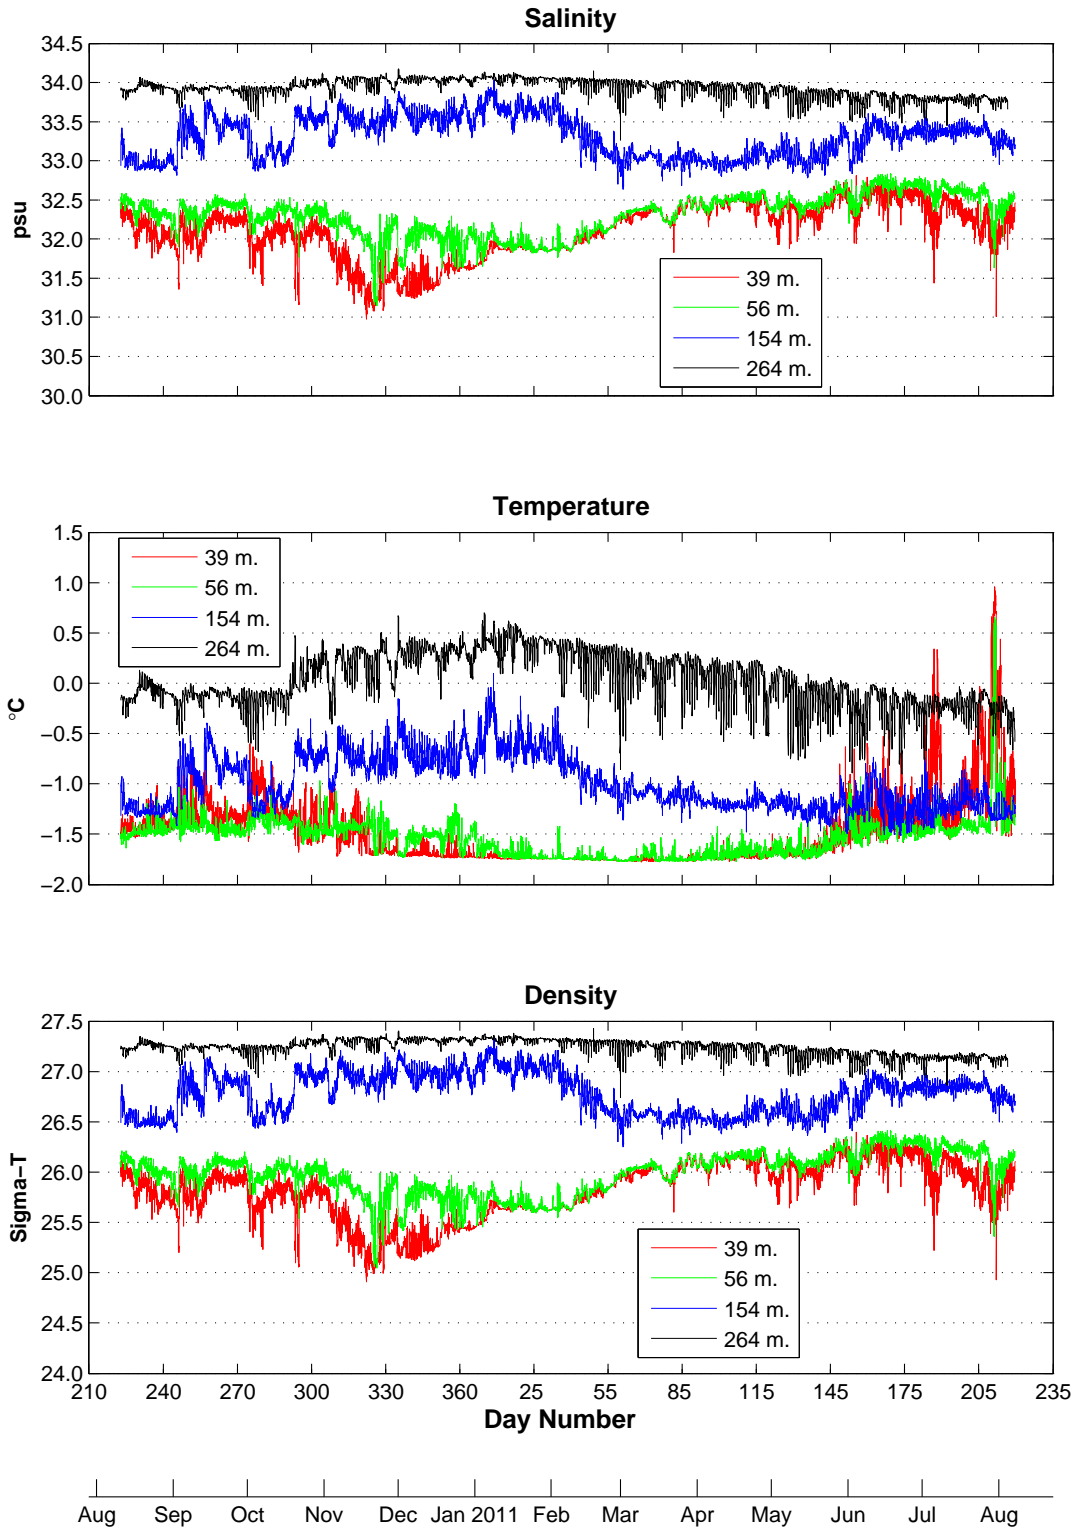 Salinity
34.5
34.0
33.5
33.0
32.5
32.0
31.5
31.0
30.5
30.0
psu
39 m.
56 m.
154 m.
264 m.
Temperature
1.5
1.0
0.5
0.0
−0.5
−1.0
−1.5
−2.0
°C
39 m.
56 m.
154 m.
264 m.
Density
27.5
27.0
26.5
26.0
25.5
25.0
24.5
24.0
Sigma−T
39 m.
56 m.
154 m.
264 m.
210 240 270 300 330 360 25 55 85 115 145 175 205 235
Day Number
Aug Sep Oct Nov Dec Jan 2011 Feb Mar Apr May Jun Jul Aug